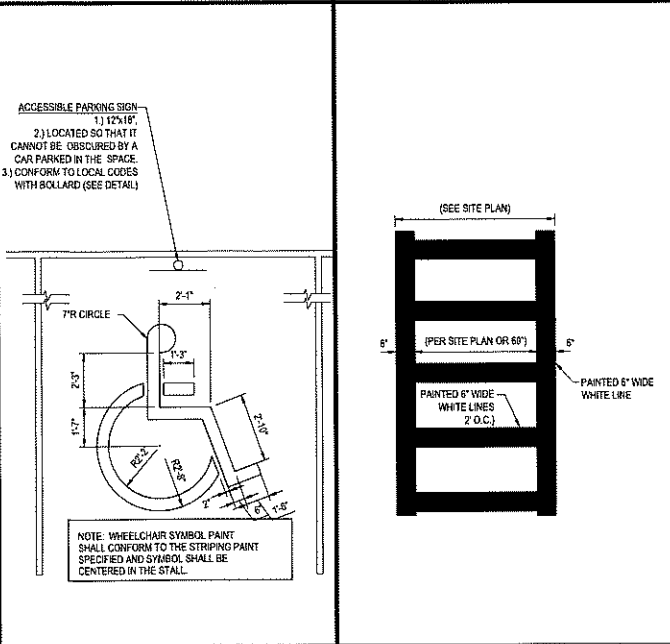 ACCESSIBLE PARKING SIGN
1.) 12"x18",
2.) LOCATED SO THAT IT
CANNOT BE OBSCURED BY A
CAR PARKED IN THE SPACE.
3.) CONFORM TO LOCAL CODES
WITH BOLLARD (SEE DETAIL)
2'-1"
7"R CIRCLE
1'-3"
2'-3"
1'-7"
2'-10"
R2'-2"
R2'-8"
2"
6"
1'-6"
NOTE: WHEELCHAIR SYMBOL PAINT
SHALL CONFORM TO THE STRIPING PAINT
SPECIFIED AND SYMBOL SHALL BE
CENTERED IN THE STALL.
(SEE SITE PLAN)
6"
(PER SITE PLAN OR 60")
6"
PAINTED 6" WIDE
WHITE LINE
PAINTED 6" WIDE
WHITE LINES
2' O.C.)